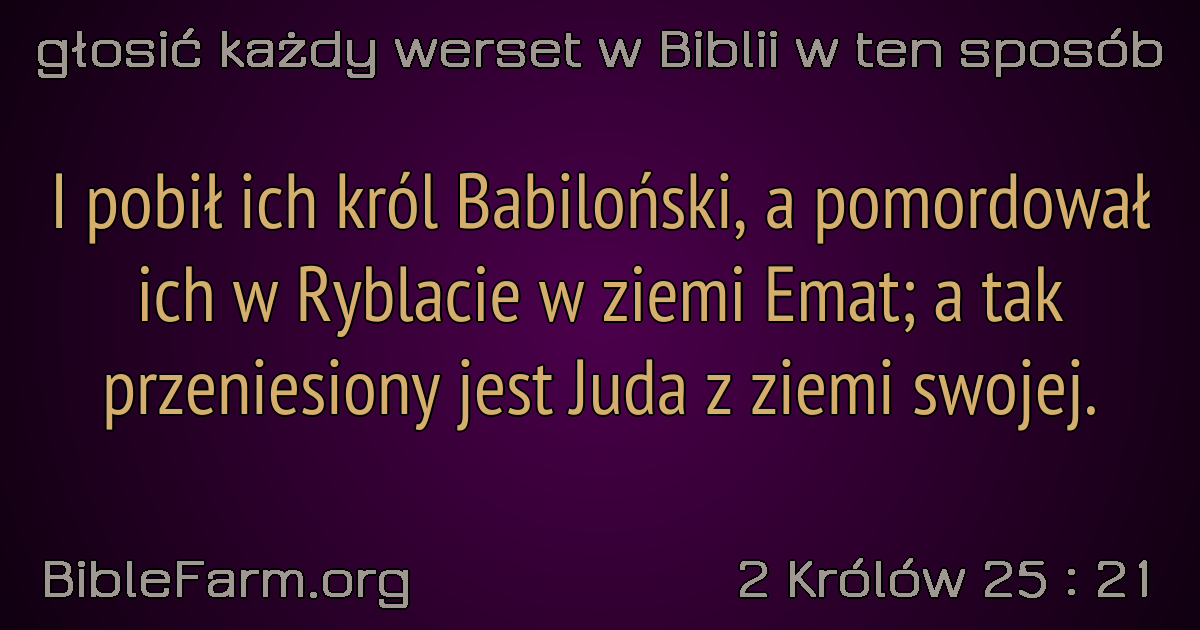 głosić każdy werset w Biblii w ten sposób
I pobił ich król Babiloński, a pomordował
ich w Ryblacie w ziemi Emat; a tak
przeniesiony jest Juda z ziemi swojej.
BibleFarm.org
2 Królów 25 : 21